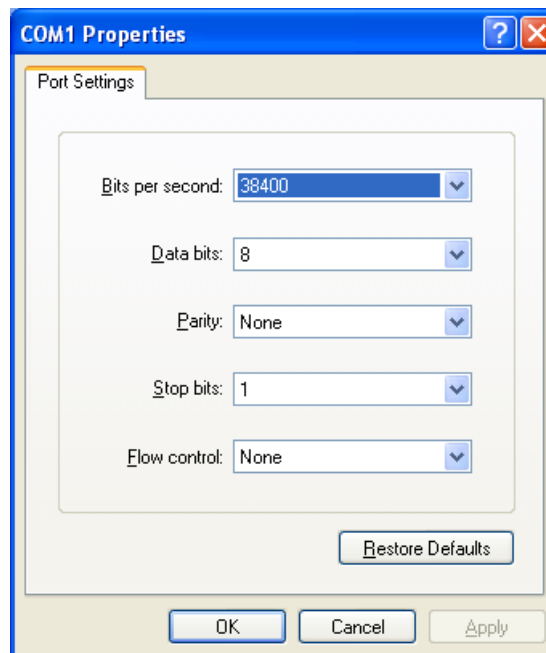 COM1 Properties
Port Settings
Bits per second: 38400
Data bits: 8
Parity: None
Stop bits: 1
Flow control: None
Restore Defaults
OK Cancel Apply